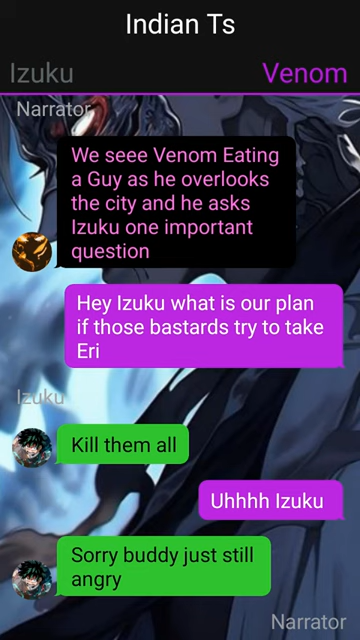 Indian Ts
Izuku
Venom
Narrator
We seee Venom Eating
a Guy as he overlooks
the city and he asks
Izuku one important
question
Hey Izuku what is our plan
if those bastards try to take
Eri
Izuku
Kill them all
Uhhhh Izuku
Sorry buddy just still
angry
Narrator